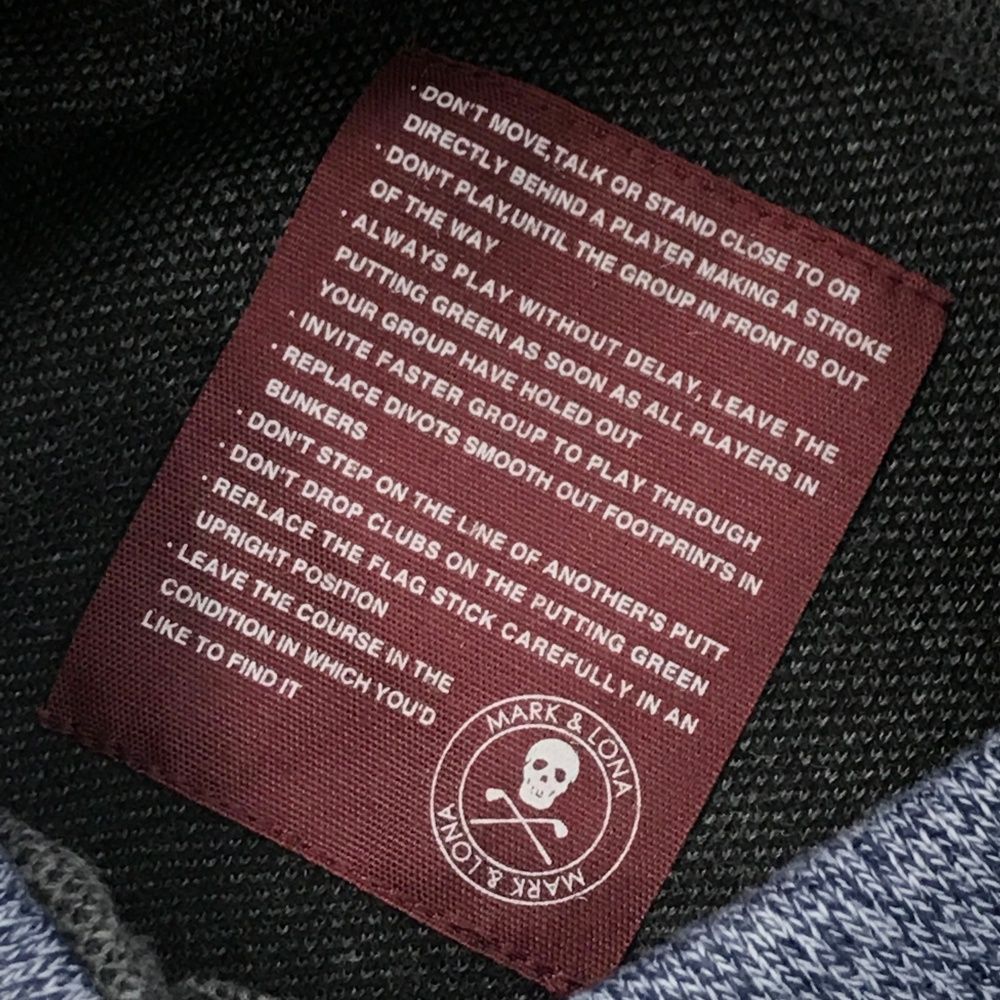 · DON'T MOVE,TALK OR STAND CLOSE TO OR
DIRECTLY BEHIND A PLAYER MAKING A STROKE
· DON'T PLAY,UNTIL THE GROUP IN FRONT IS OUT
OF THE WAY
· ALWAYS PLAY WITHOUT DELAY, LEAVE THE
PUTTING GREEN AS SOON AS ALL PLAYERS IN
YOUR GROUP HAVE HOLED OUT
· INVITE FASTER GROUP TO PLAY THROUGH
· REPLACE DIVOTS SMOOTH OUT FOOTPRINTS IN
BUNKERS
· DON'T STEP ON THE LINE OF ANOTHER'S PUTT
· DON'T DROP CLUBS ON THE PUTTING GREEN
· REPLACE THE FLAG STICK CAREFULLY IN AN
UPRIGHT POSITION
· LEAVE THE COURSE IN THE
CONDITION IN WHICH YOU'D
LIKE TO FIND IT
MARK & LONA
MARK & LONA